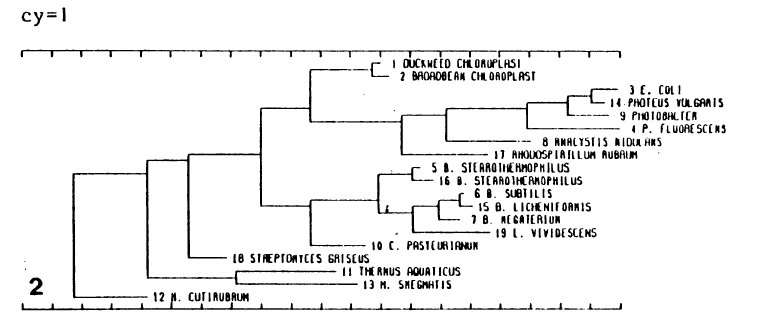 cy=1
1 DUCKWEED CHLOROPLAST
2 BROADBEAN CHLOROPLAST
3 E. COLI
14 PROTEUS VULGARIS
9 PHOTOBACTER
4 P. FLUORESCENS
8 ANACYSTIS NIDULANS
17 RHODOSPIRILLUM RUBRUM
5 B. STEAROTHERMOPHILUS
16 B. STEAROTHERMOPHILUS
6 B. SUBTILIS
15 B. LICHENIFORMIS
7 B. MEGATERIUM
19 L. VIVIDESCENS
10 C. PASTEURIANUM
18 STREPTOMYCES GRISEUS
11 THERMUS AQUATICUS
13 M. SMEGMATIS
2
12 H. CUTIRUBRUM